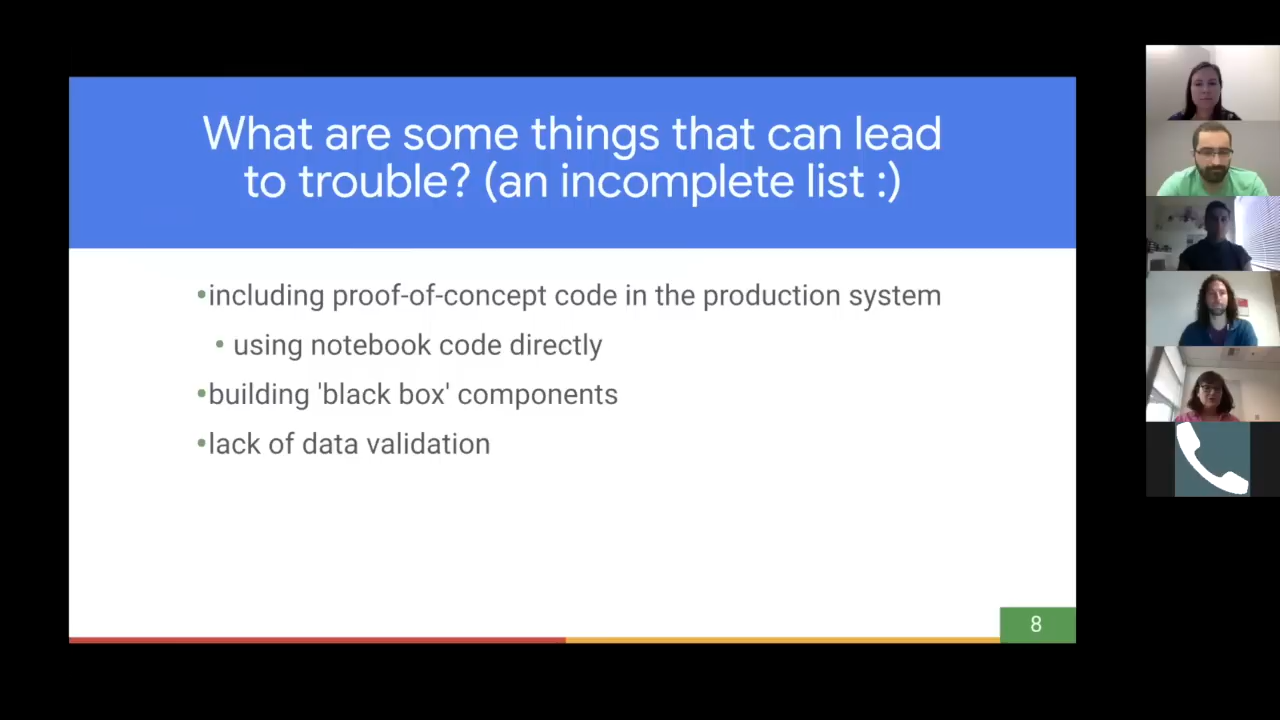 What are some things that can lead
to trouble? (an incomplete list :)
•including proof-of-concept code in the production system
• using notebook code directly
•building 'black box' components
•lack of data validation
8